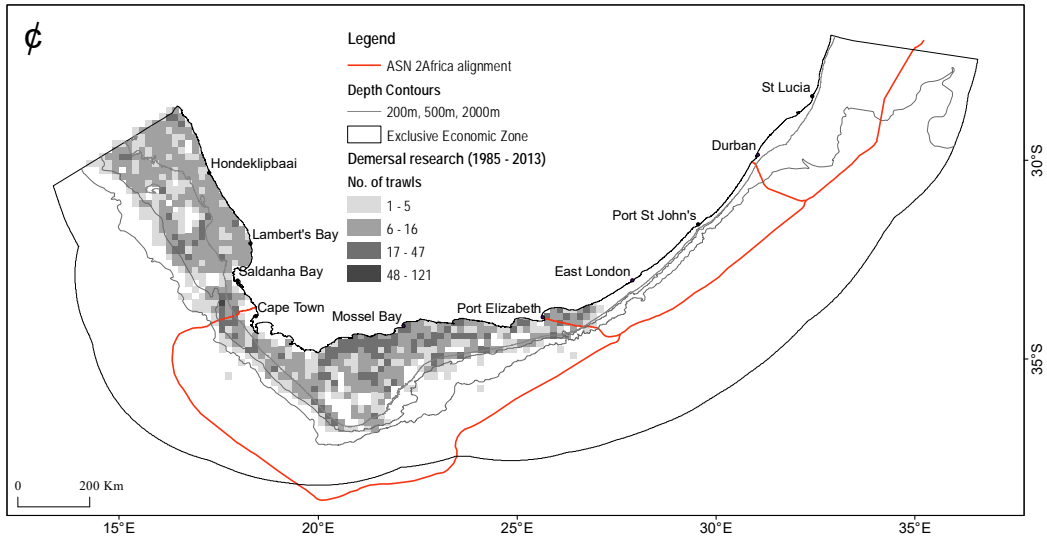 ¢
Legend
ASN 2Africa alignment
Depth Contours
200m, 500m, 2000m
Exclusive Economic Zone
Demersal research (1985 - 2013)
No. of trawls
1 - 5
6 - 16
17 - 47
48 - 121
St Lucia
Durban
Port St John's
East London
Port Elizabeth
Mossel Bay
Cape Town
Saldanha Bay
Lambert's Bay
Hondeklipbaai
30°S
35°S
0 200 Km
15°E 20°E 25°E 30°E 35°E